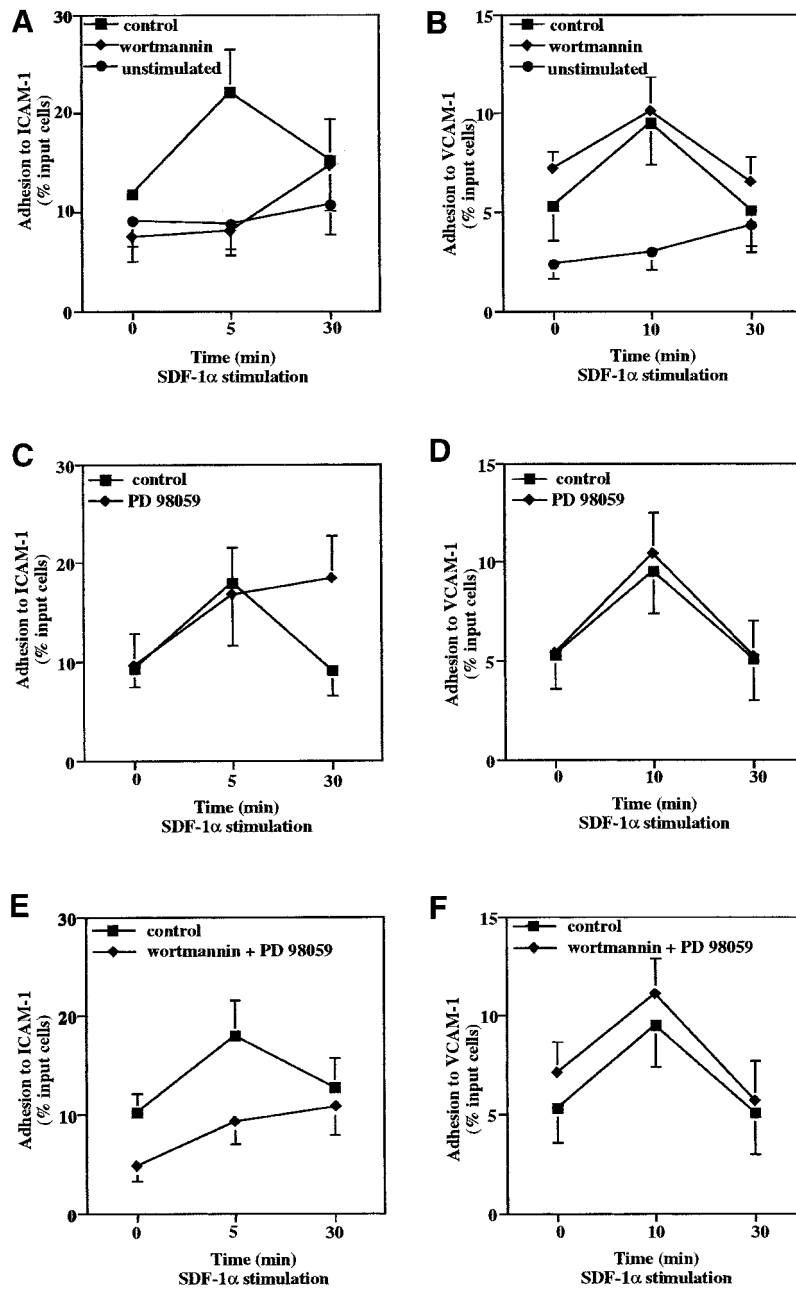 A
control
wortmannin
unstimulated
Adhesion to ICAM-1
(% input cells)
30
20
10
0
0 5 30
Time (min)
SDF-1α stimulation
B
control
wortmannin
unstimulated
Adhesion to VCAM-1
(% input cells)
15
10
5
0
0 10 30
Time (min)
SDF-1α stimulation
C
control
PD 98059
Adhesion to ICAM-1
(% input cells)
30
20
10
0
0 5 30
Time (min)
SDF-1α stimulation
D
control
PD 98059
Adhesion to VCAM-1
(% input cells)
15
10
5
0
0 10 30
Time (min)
SDF-1α stimulation
E
control
wortmannin + PD 98059
Adhesion to ICAM-1
(% input cells)
30
20
10
0
0 5 30
Time (min)
SDF-1α stimulation
F
control
wortmannin + PD 98059
Adhesion to VCAM-1
(% input cells)
15
10
5
0
0 10 30
Time (min)
SDF-1α stimulation